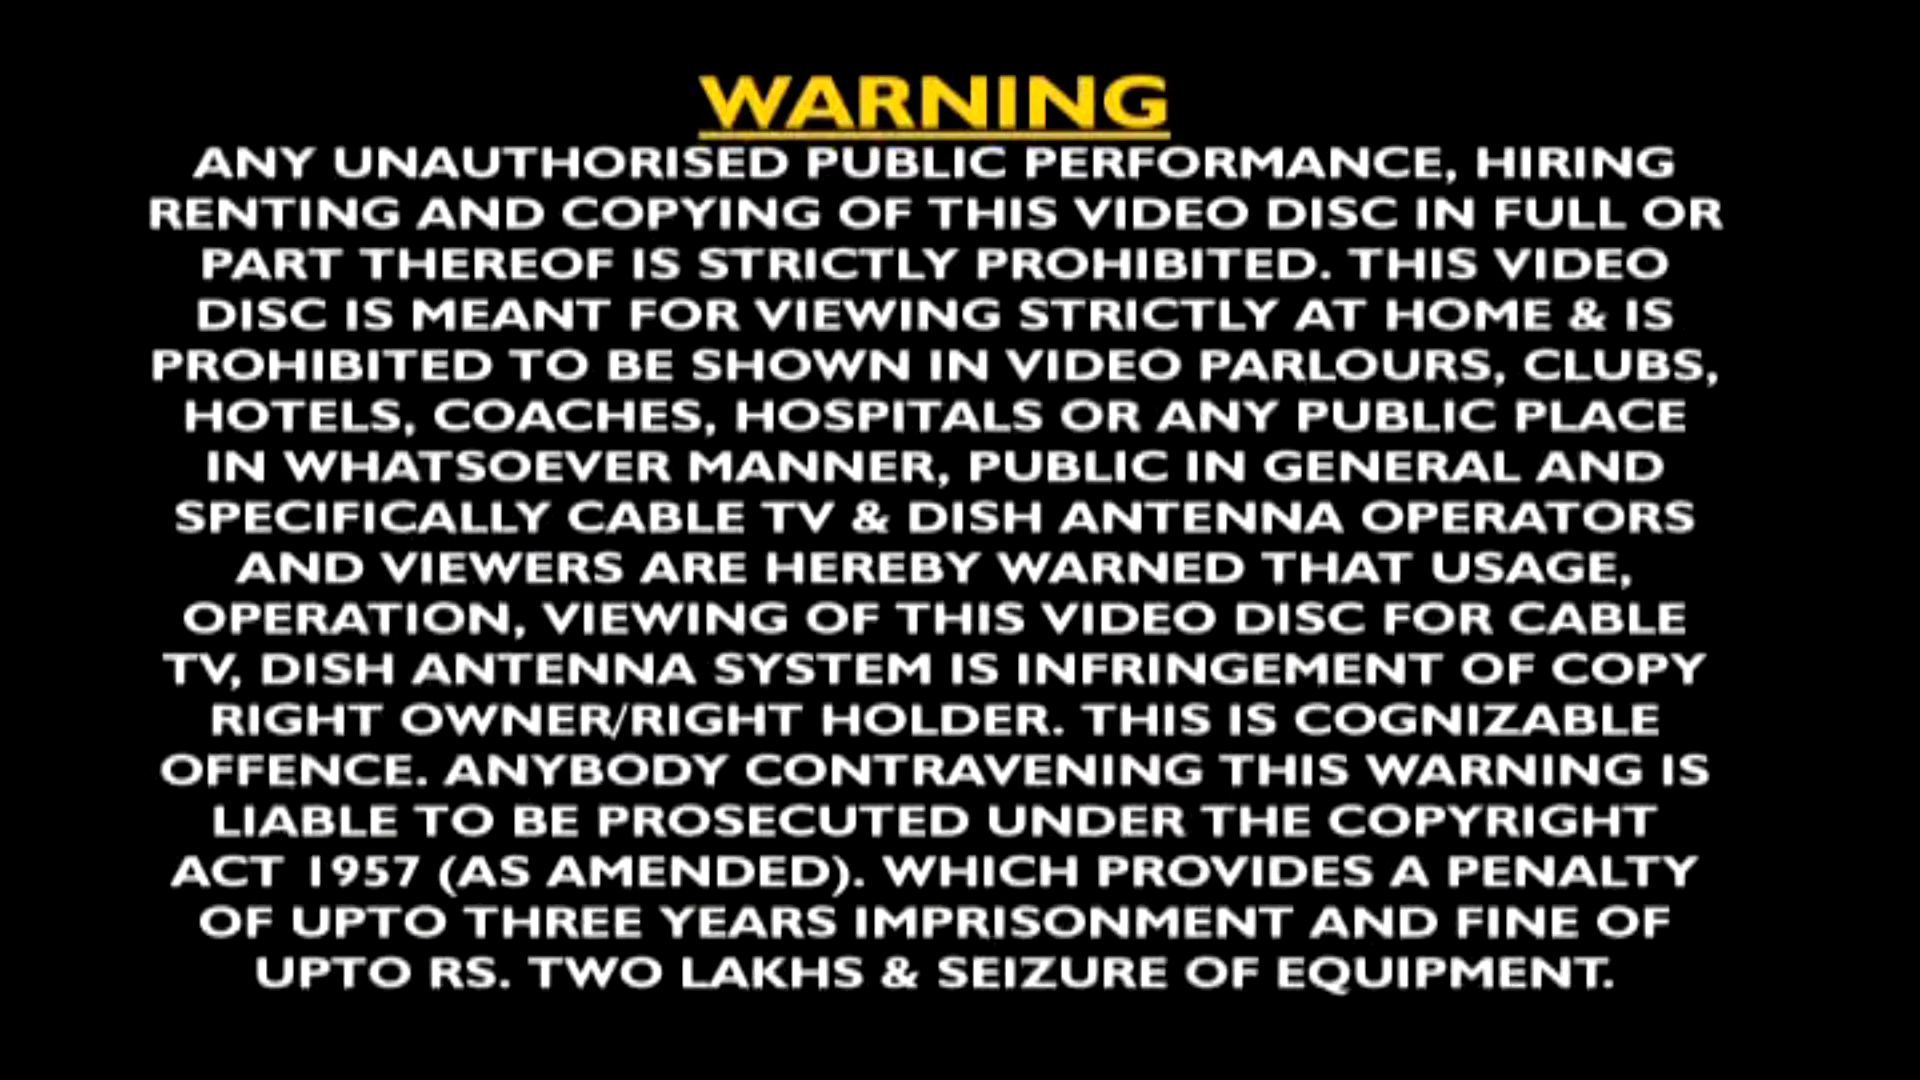 WARNING
ANY UNAUTHORISED PUBLIC PERFORMANCE, HIRING
RENTING AND COPYING OF THIS VIDEO DISC IN FULL OR
PART THEREOF IS STRICTLY PROHIBITED. THIS VIDEO
DISC IS MEANT FOR VIEWING STRICTLY AT HOME & IS
PROHIBITED TO BE SHOWN IN VIDEO PARLOURS, CLUBS,
HOTELS, COACHES, HOSPITALS OR ANY PUBLIC PLACE
IN WHATSOEVER MANNER, PUBLIC IN GENERAL AND
SPECIFICALLY CABLE TV & DISH ANTENNA OPERATORS
AND VIEWERS ARE HEREBY WARNED THAT USAGE,
OPERATION, VIEWING OF THIS VIDEO DISC FOR CABLE
TV, DISH ANTENNA SYSTEM IS INFRINGEMENT OF COPY
RIGHT OWNER/RIGHT HOLDER. THIS IS COGNIZABLE
OFFENCE. ANYBODY CONTRAVENING THIS WARNING IS
LIABLE TO BE PROSECUTED UNDER THE COPYRIGHT
ACT 1957 (AS AMENDED). WHICH PROVIDES A PENALTY
OF UPTO THREE YEARS IMPRISONMENT AND FINE OF
UPTO RS. TWO LAKHS & SEIZURE OF EQUIPMENT.